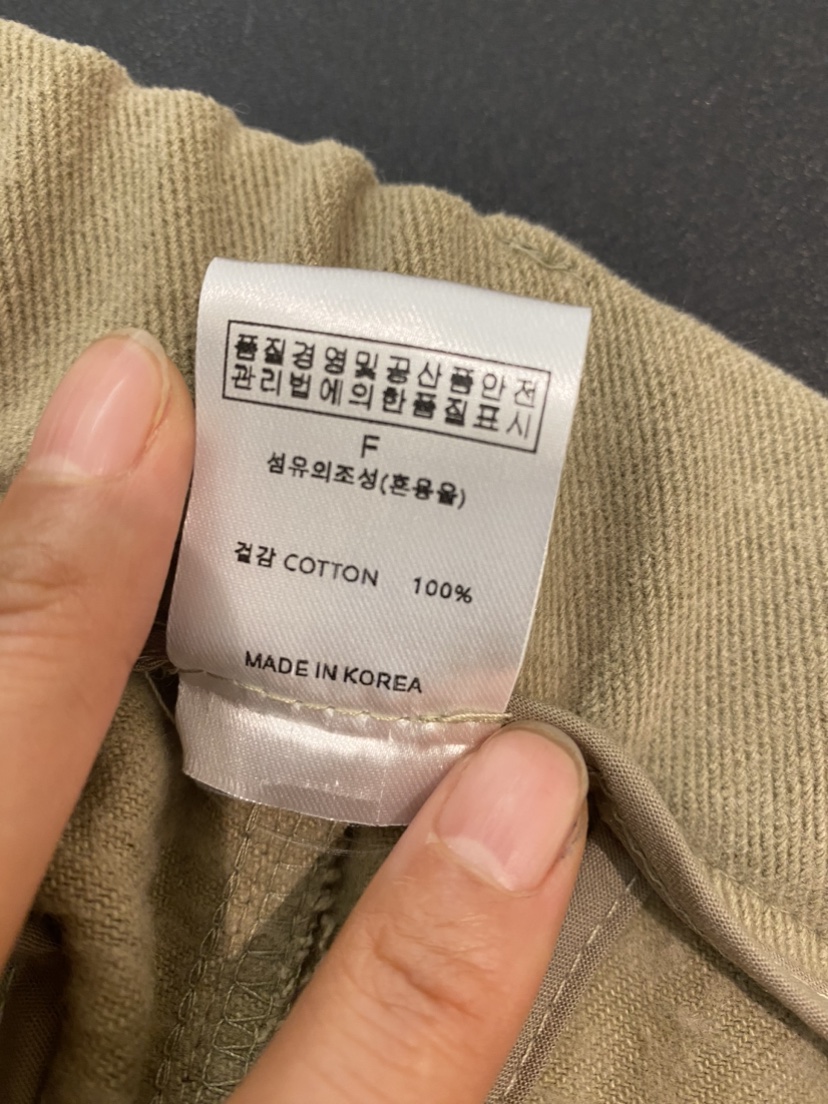 품질경영및공산품안전
관리법에의한품질표시
F
섬유의조성(혼용율)
겉감 COTTON 100%
MADE IN KOREA